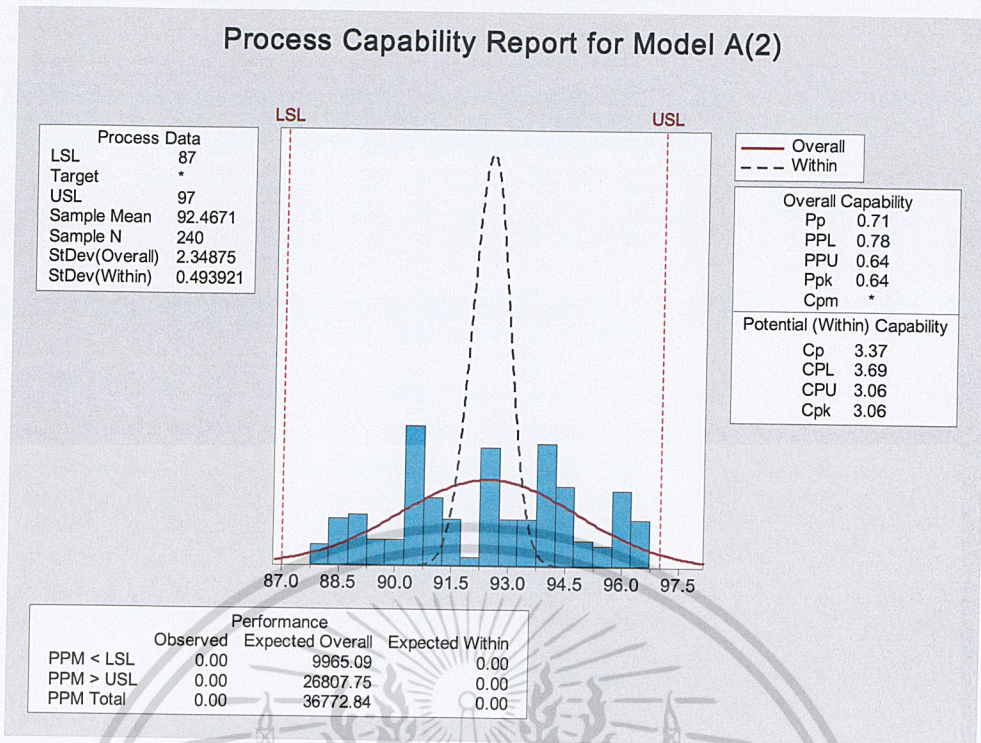 Process Capability Report for Model A(2)
LSL
USL
Process Data
LSL 87
Target *
USL 97
Sample Mean 92.4671
Sample N 240
StDev(Overall) 2.34875
StDev(Within) 0.493921
Overall
Within
Overall Capability
Pp 0.71
PPL 0.78
PPU 0.64
Ppk 0.64
Cpm *
Potential (Within) Capability
Cp 3.37
CPL 3.69
CPU 3.06
Cpk 3.06
87.0 88.5 90.0 91.5 93.0 94.5 96.0 97.5
Performance
Observed Expected Overall Expected Within
PPM < LSL 0.00 9965.09 0.00
PPM > USL 0.00 26807.75 0.00
PPM Total 0.00 36772.84 0.00